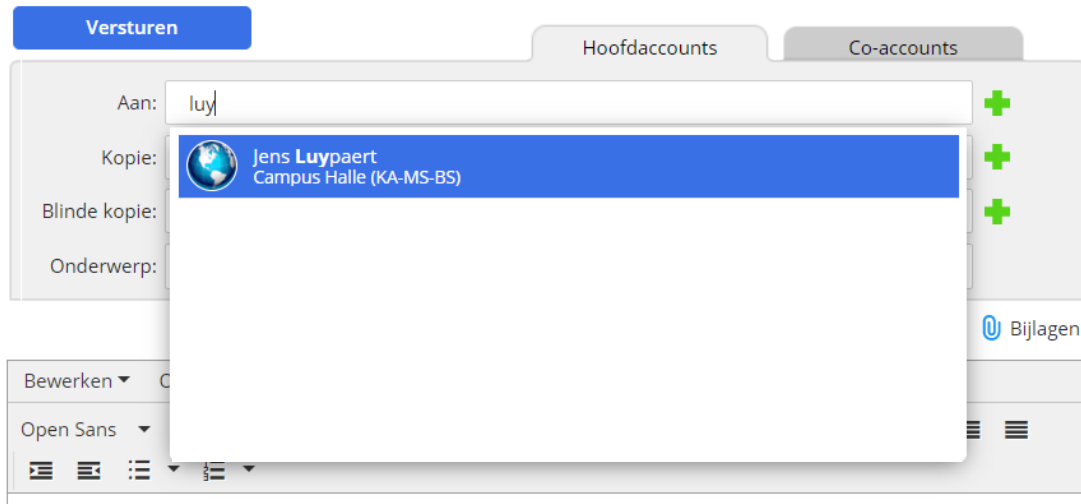 Versturen
Hoofdaccounts
Co-accounts
Aan:
luy
Kopie:
Jens Luypaert
Campus Halle (KA-MS-BS)
Blinde kopie:
Onderwerp:
Bijlagen
Bewerken
Open Sans